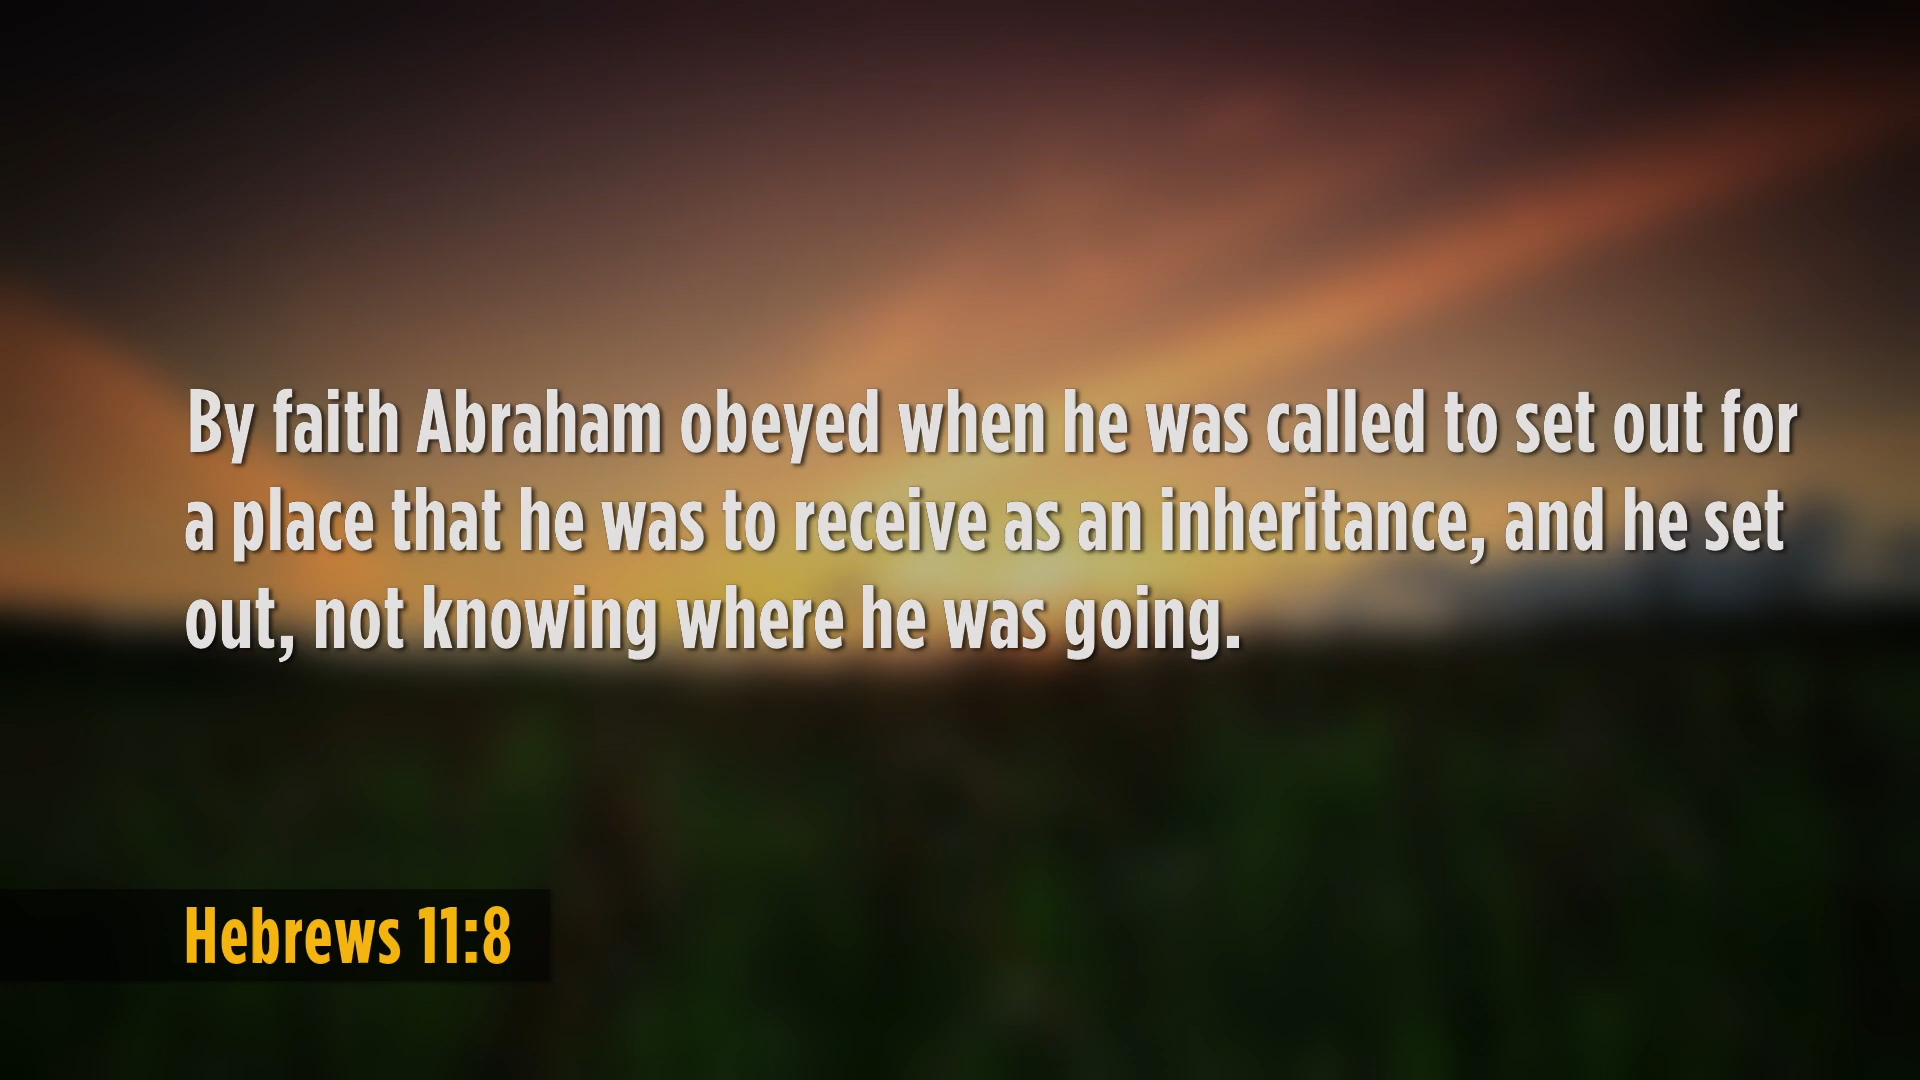 By faith Abraham obeyed when he was called to set out for
a place that he was to receive as an inheritance, and he set
out, not knowing where he was going.
Hebrews 11:8